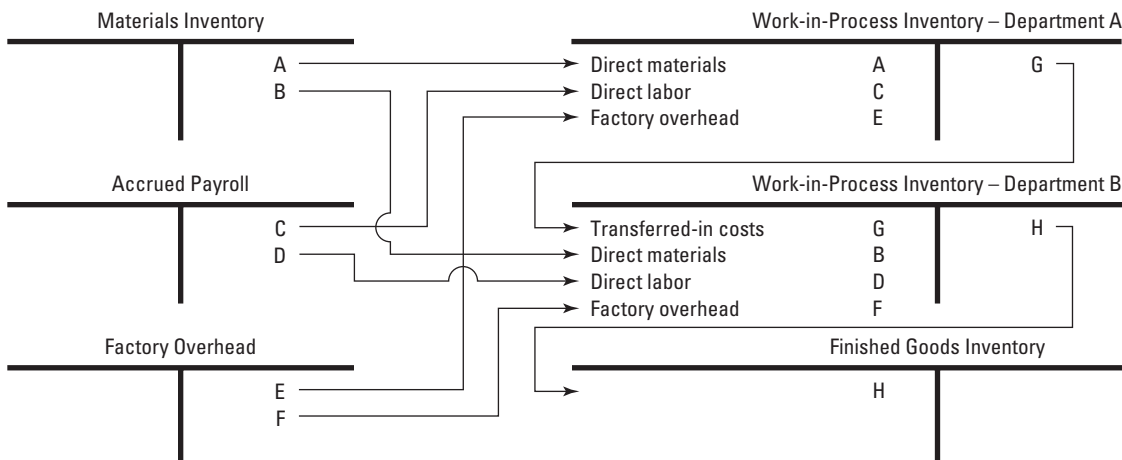 Materials Inventory
A
B
Accrued Payroll
C
D
Factory Overhead
E
F
Work-in-Process Inventory – Department A
Direct materials A G
Direct labor C
Factory overhead E
Work-in-Process Inventory – Department B
Transferred-in costs G H
Direct materials B
Direct labor D
Factory overhead F
Finished Goods Inventory
H